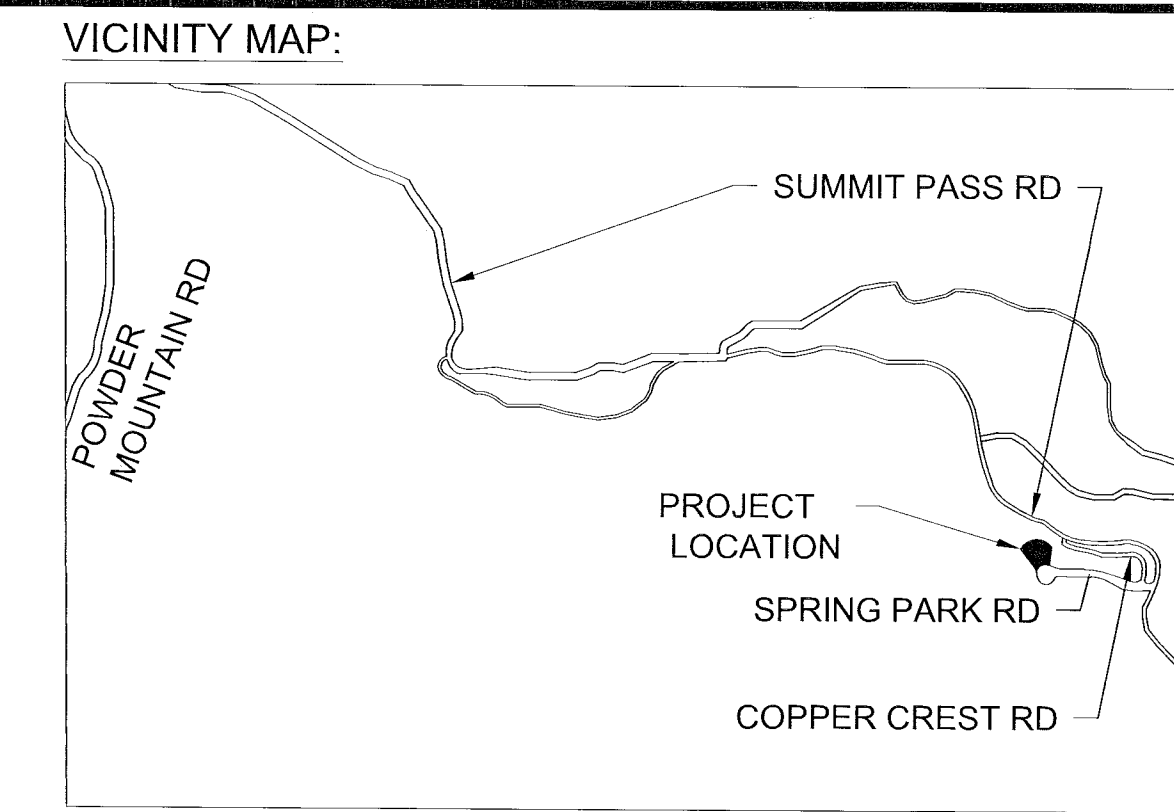 VICINITY MAP:
SUMMIT PASS RD
POWDER
MOUNTAIN RD
PROJECT
LOCATION
SPRING PARK RD
COPPER CREST RD